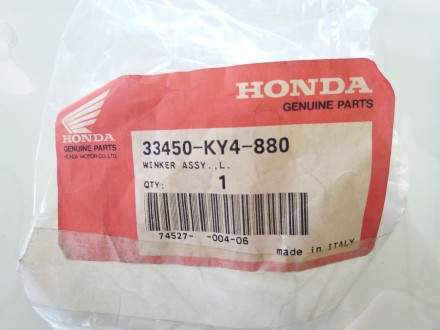 HONDA
GENUINE PARTS
HONDA
GENUINE PARTS
HONDA MOTOR CO.,LTD.
33450-KY4-880
WINKER ASSY.,L.
QTY: 1
74527- -004-06
made in ITALY